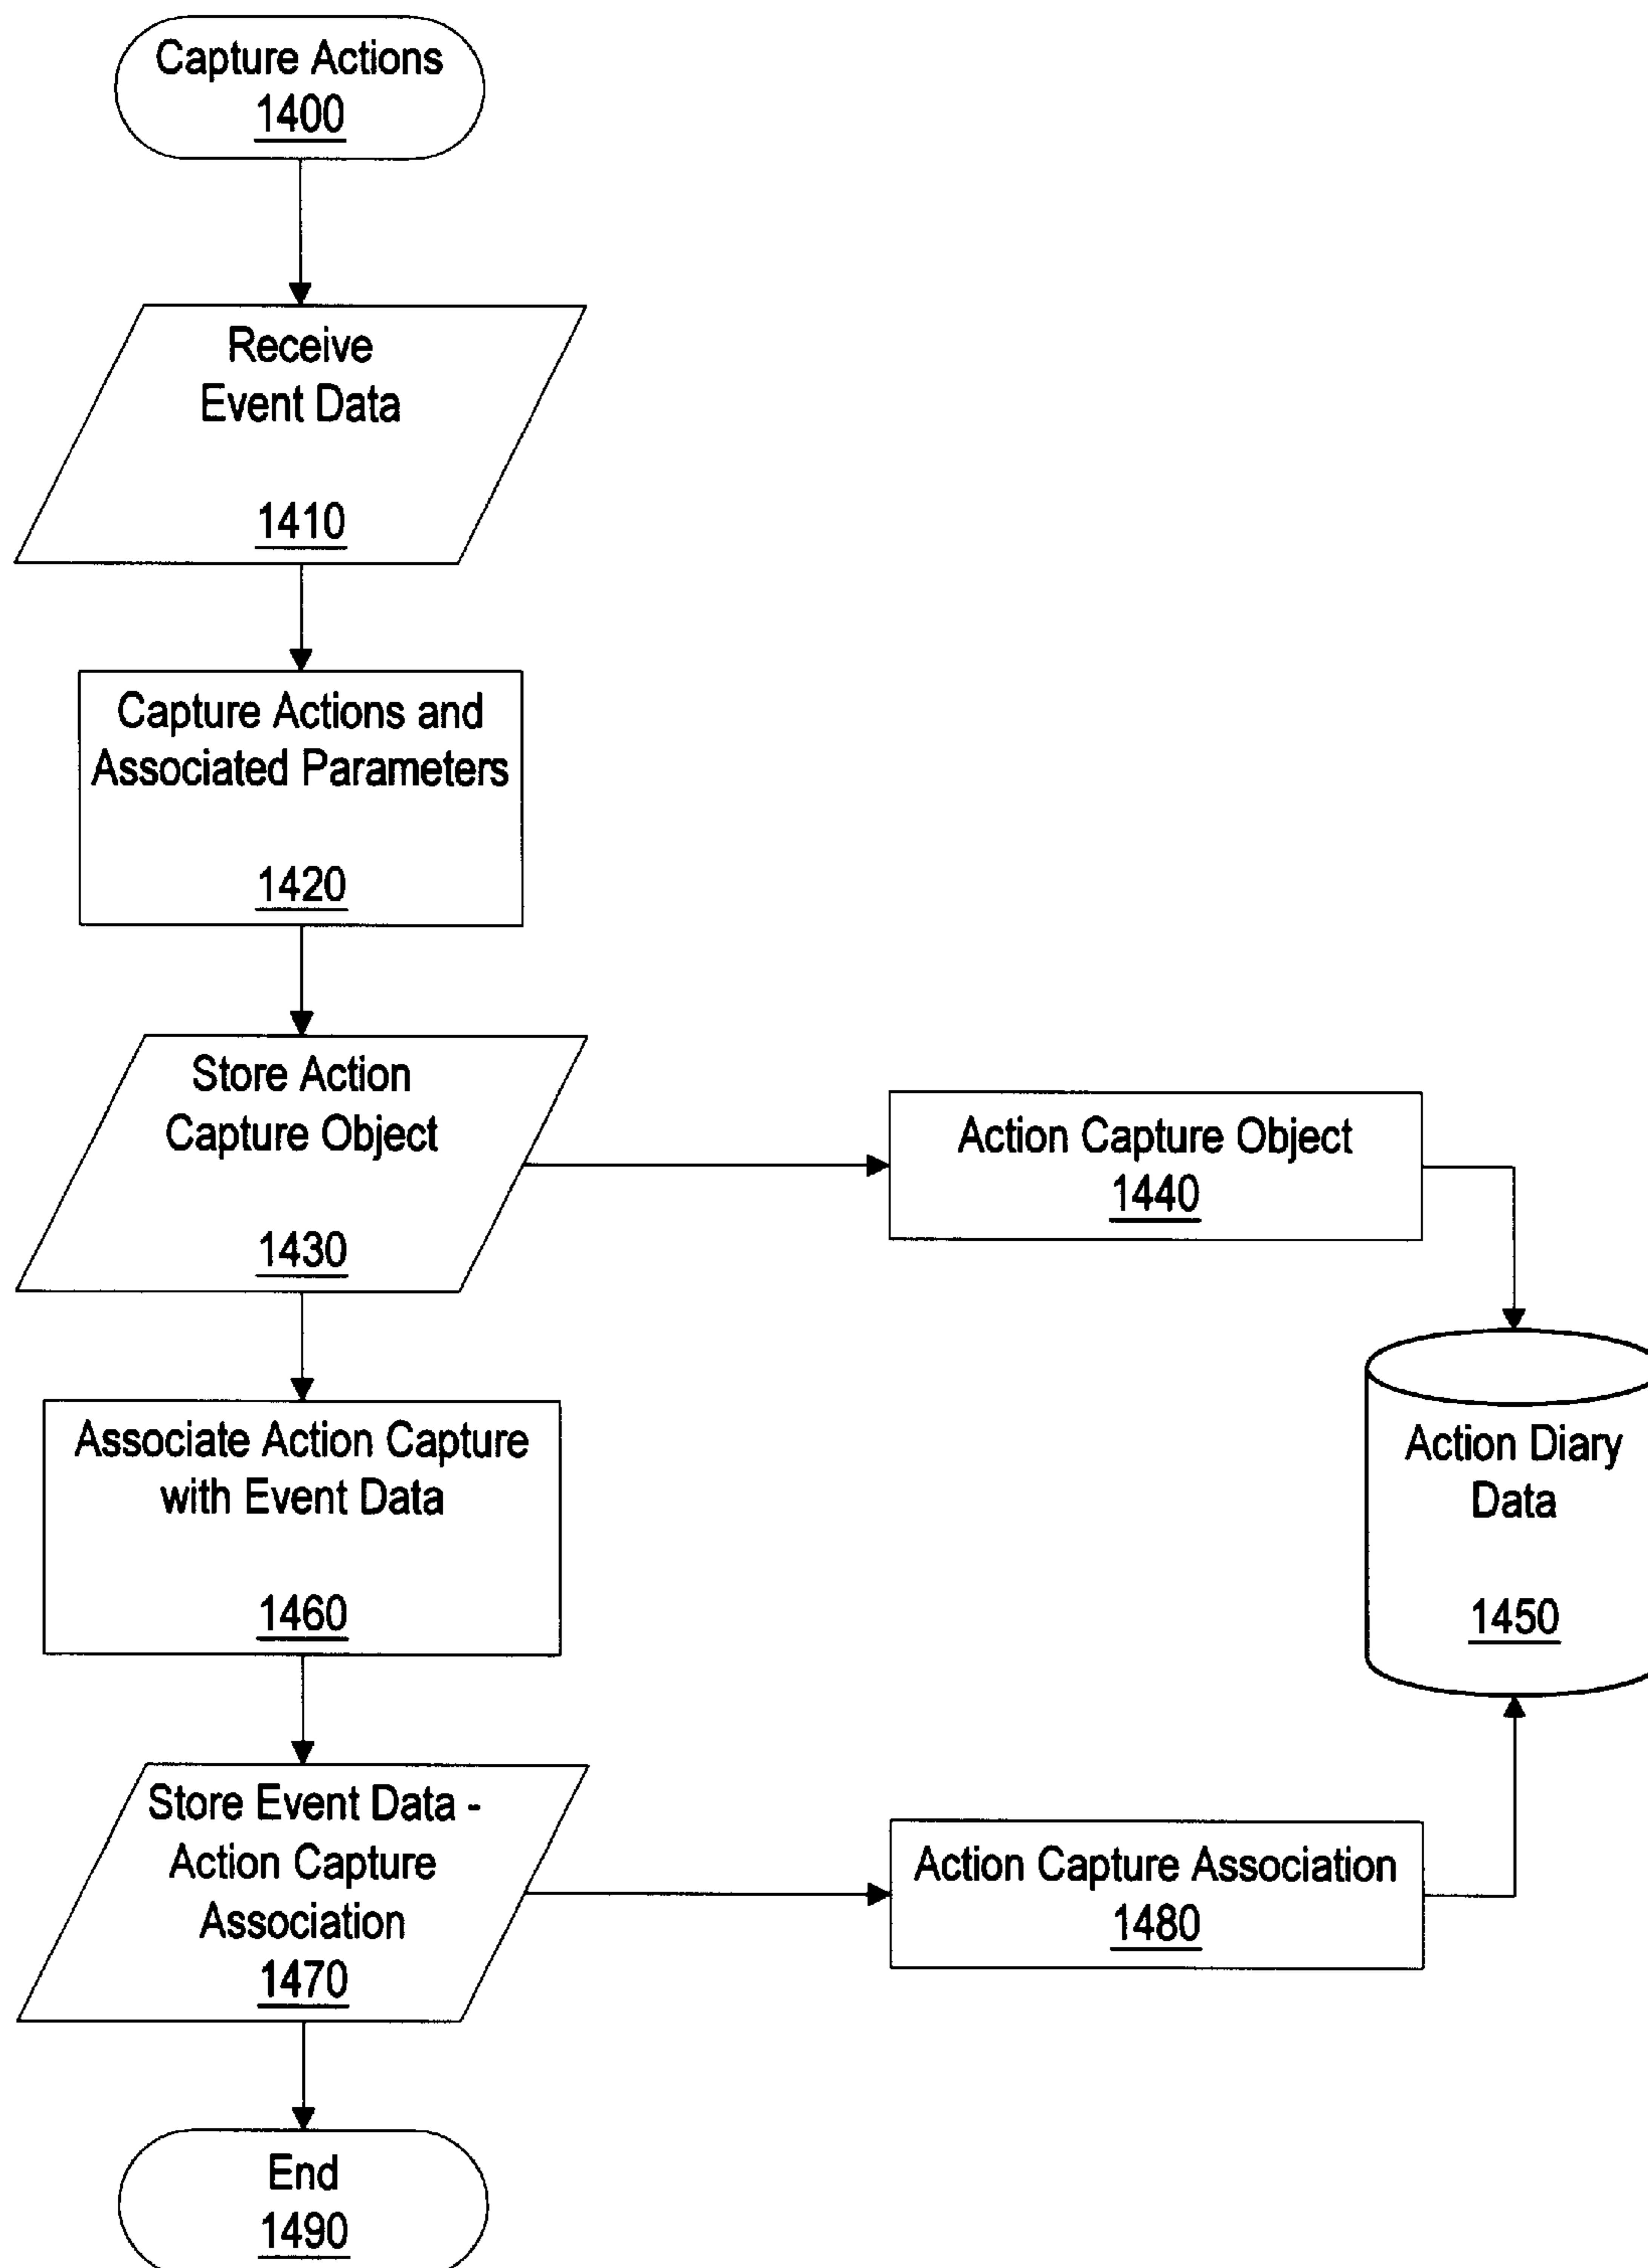 Capture Actions
1400
Receive
Event Data
1410
Capture Actions and
Associated Parameters
1420
Store Action
Capture Object
1430
Action Capture Object
1440
Action Diary
Data
1450
Associate Action Capture
with Event Data
1460
Store Event Data -
Action Capture
Association
1470
Action Capture Association
1480
End
1490